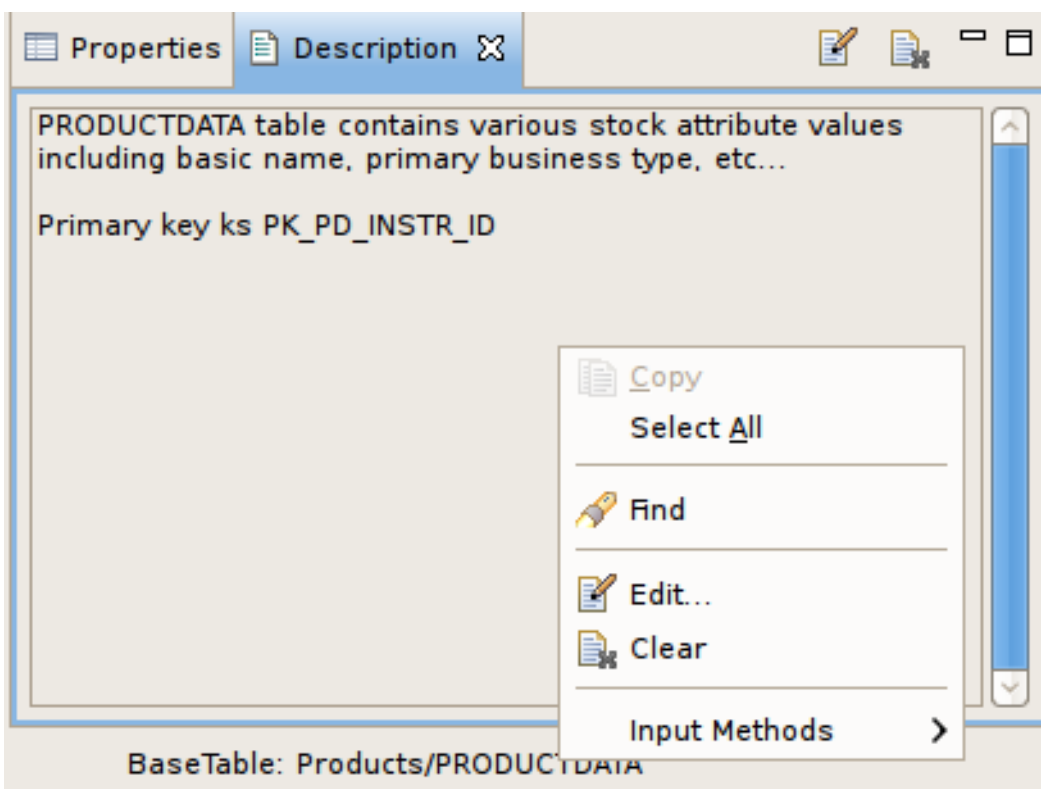 Properties
Description
PRODUCTDATA table contains various stock attribute values
including basic name, primary business type, etc...
Primary key ks PK_PD_INSTR_ID
Copy
Select All
Find
Edit...
Clear
Input Methods
BaseTable: Products/PRODUCTDATA